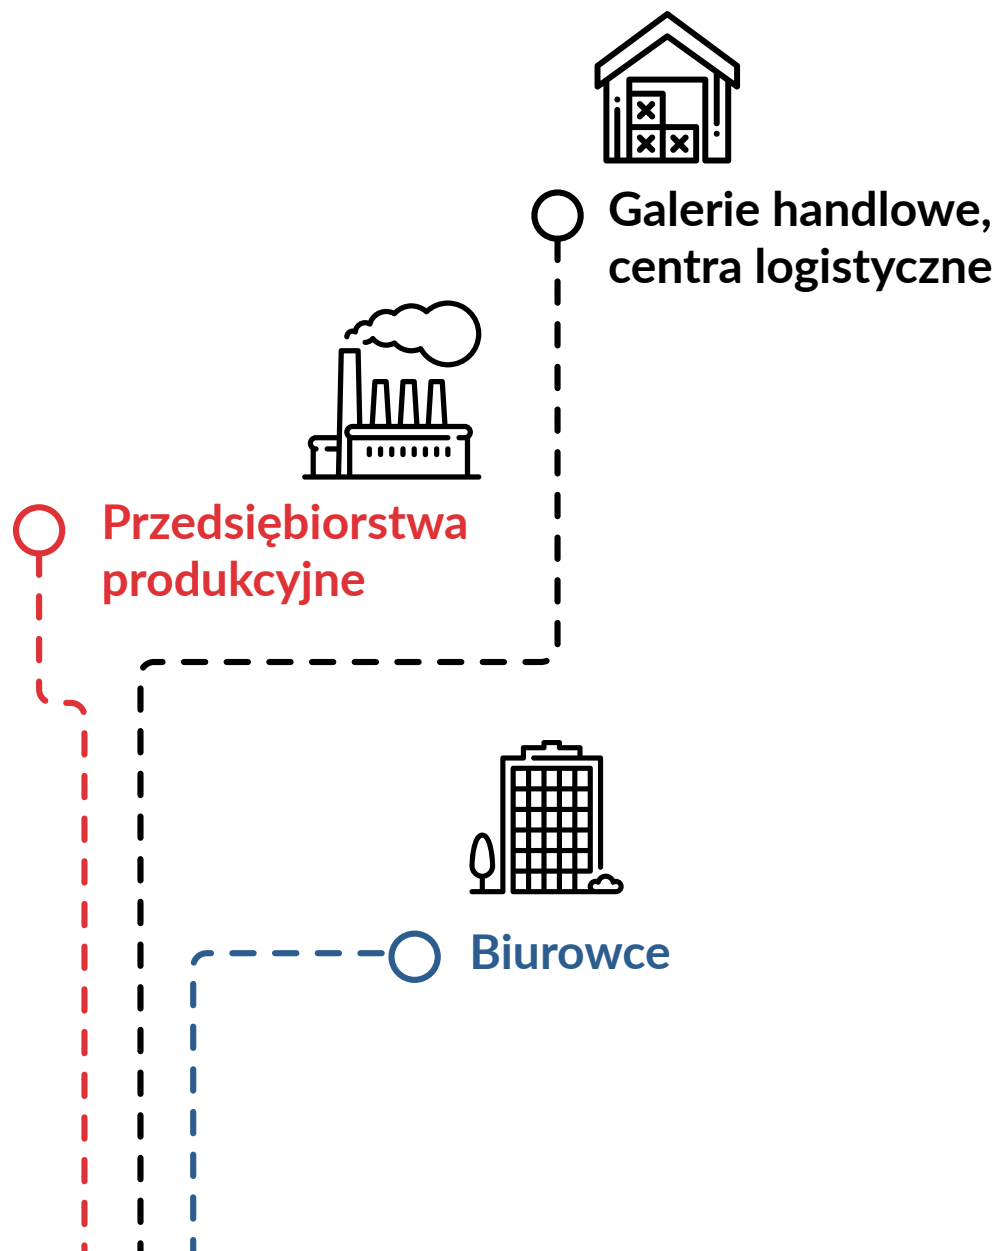 Galerie handlowe,
centra logistyczne
Przedsiębiorstwa
produkcyjne
Biurowce